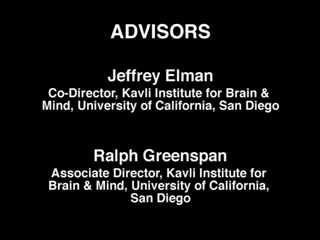 ADVISORS
Jeffrey Elman
Co-Director, Kavli Institute for Brain &
Mind, University of California, San Diego
Ralph Greenspan
Associate Director, Kavli Institute for
Brain & Mind, University of California,
San Diego